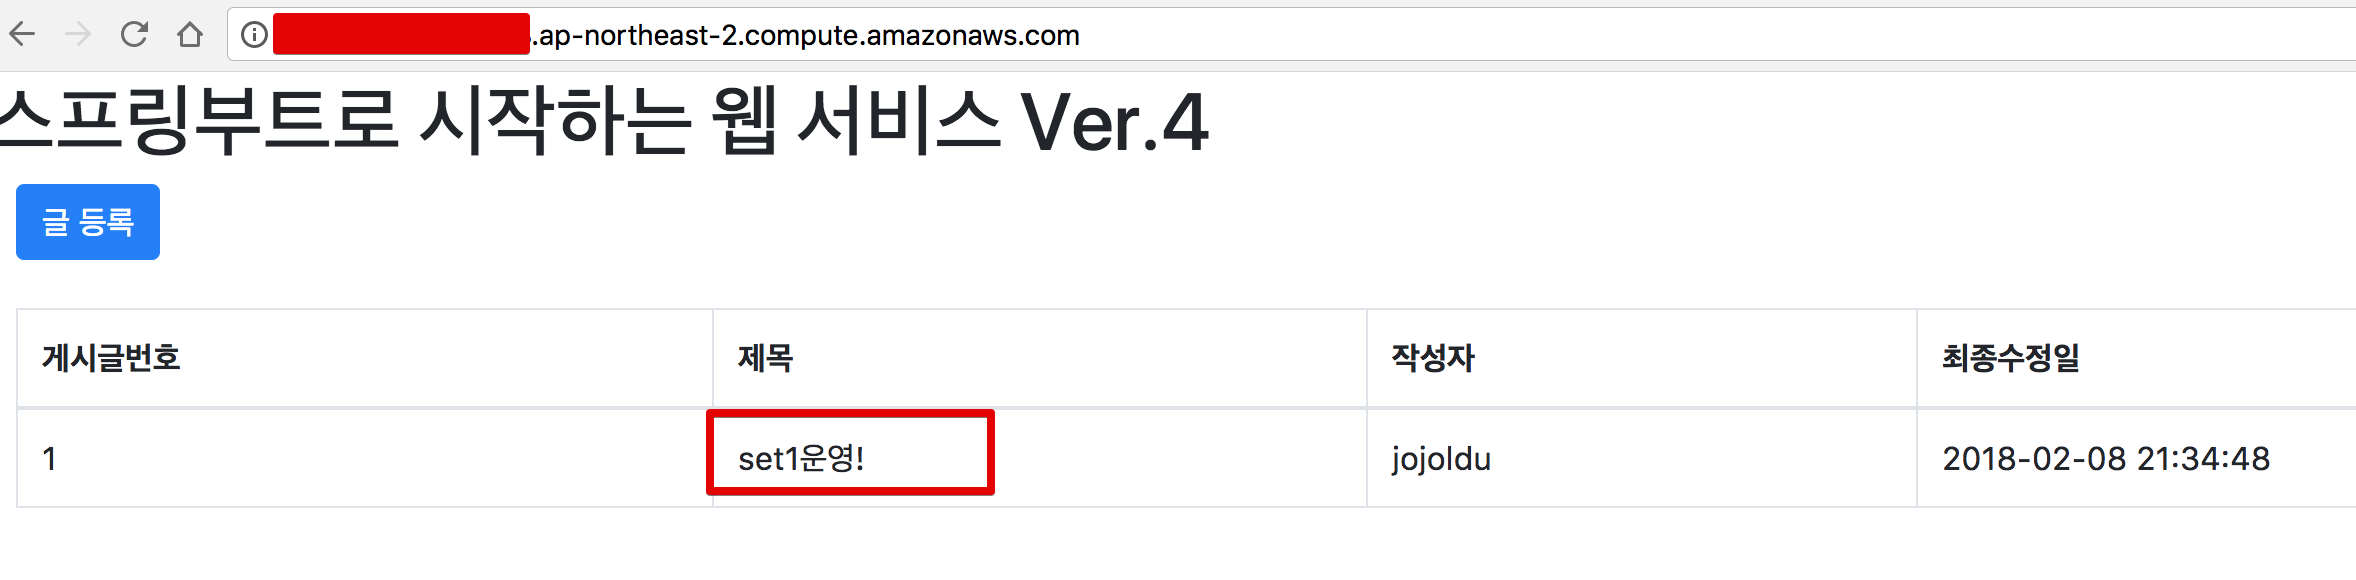 .ap-northeast-2.compute.amazonaws.com
스프링부트로 시작하는 웹 서비스 Ver.4
글 등록
게시글번호 제목 작성자 최종수정일
1 set1운영! jojoldu 2018-02-08 21:34:48